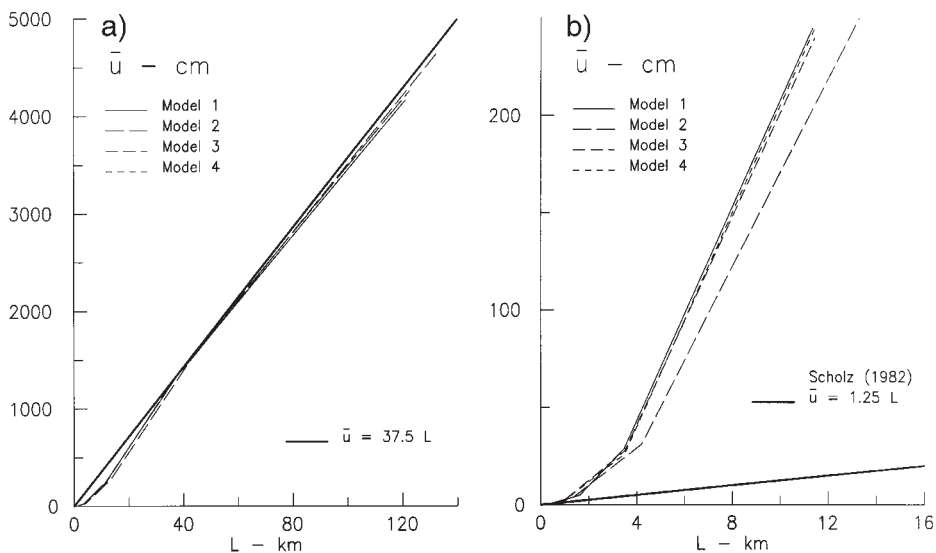 a)
5000
4000
3000
2000
1000
0
ū – cm
Model 1
Model 2
Model 3
Model 4
ū = 37.5 L
0
40
80
120
L – km
b)
200
100
0
ū – cm
Model 1
Model 2
Model 3
Model 4
Scholz (1982)
ū = 1.25 L
0
4
8
12
16
L – km